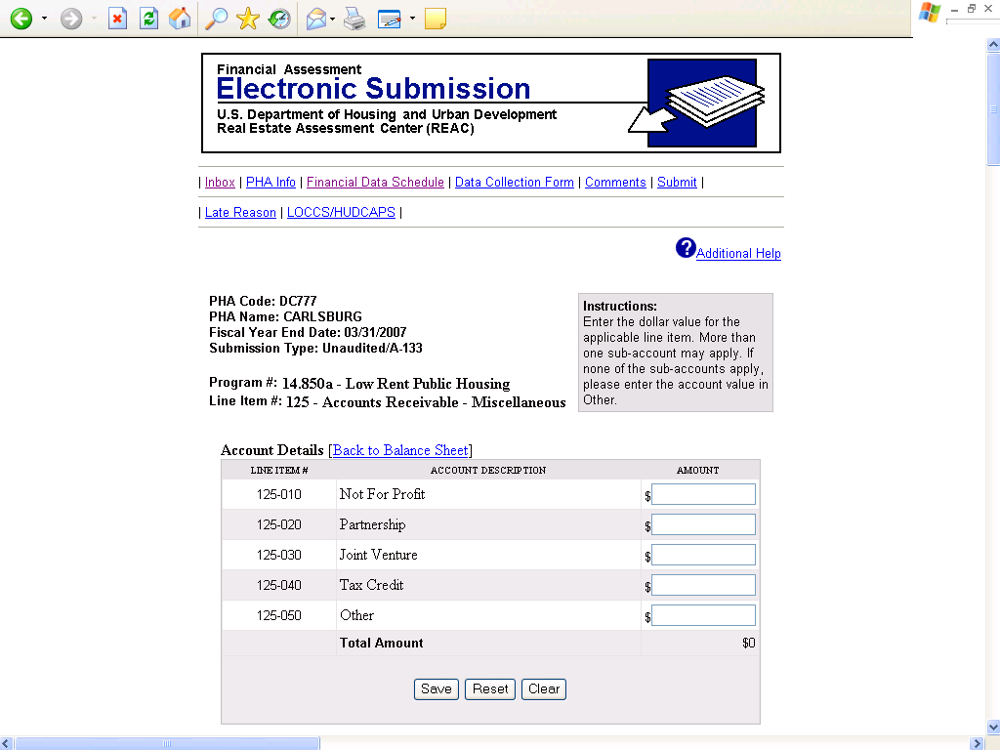 Financial Assessment
Electronic Submission
U.S. Department of Housing and Urban Development
Real Estate Assessment Center (REAC)
| Inbox | PHA Info | Financial Data Schedule | Data Collection Form | Comments | Submit |
| Late Reason | LOCCS/HUDCAPS |
? Additional Help
PHA Code: DC777
PHA Name: CARLSBURG
Fiscal Year End Date: 03/31/2007
Submission Type: Unaudited/A-133
Program #: 14.850a - Low Rent Public Housing
Line Item #: 125 - Accounts Receivable - Miscellaneous
Instructions:
Enter the dollar value for the
applicable line item. More than
one sub-account may apply. If
none of the sub-accounts apply,
please enter the account value in
Other.
Account Details [Back to Balance Sheet]
LINE ITEM # ACCOUNT DESCRIPTION AMOUNT
125-010 Not For Profit $
125-020 Partnership $
125-030 Joint Venture $
125-040 Tax Credit $
125-050 Other $
Total Amount $0
Save Reset Clear